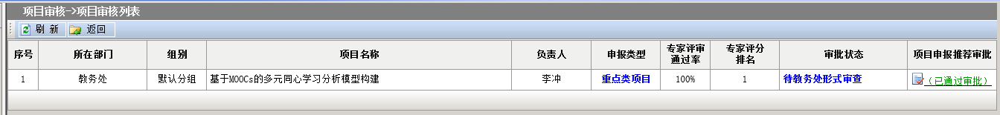 项目审核->项目审核列表
刷 新 返回
序号 所在部门 组别 项目名称 负责人 申报类型 专家评审通过率 专家评分排名 审批状态 项目申报推荐审批
1 教务处 默认分组 基于MOOCs的多元同心学习分析模型构建 李冲 重点类项目 100% 1 待教务处形式审查 （已通过审批）